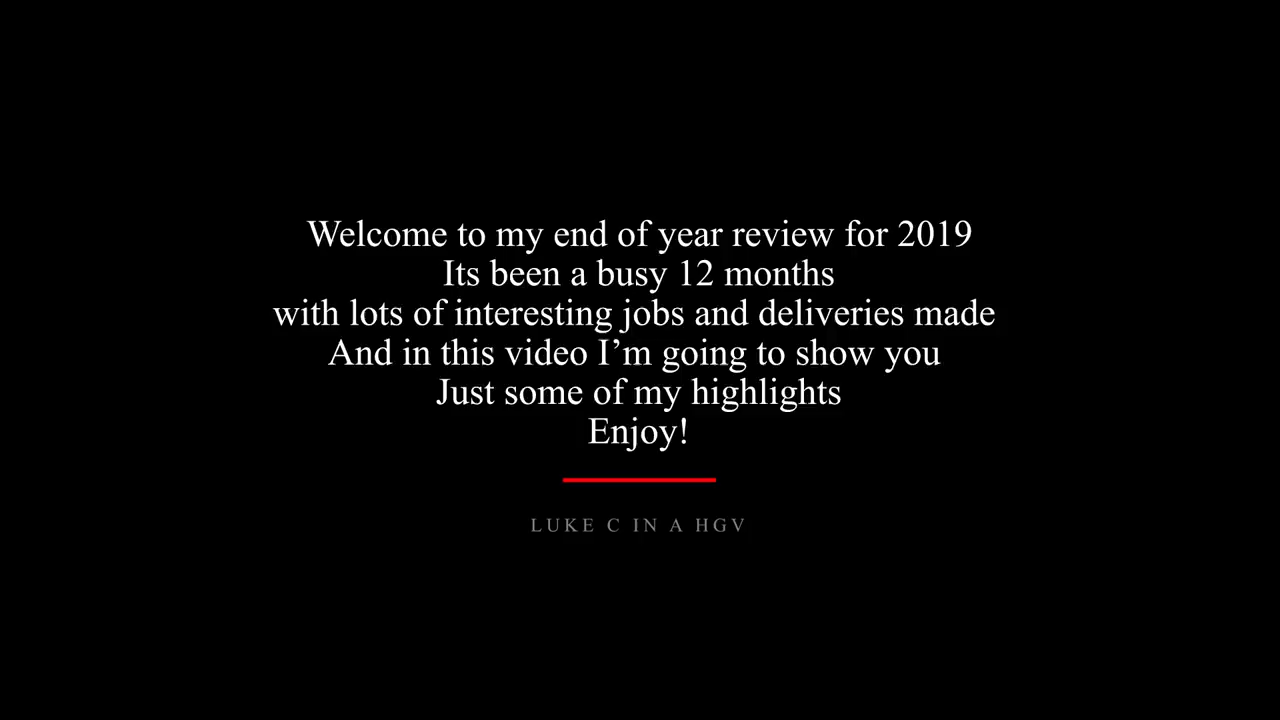 Welcome to my end of year review for 2019
Its been a busy 12 months
with lots of interesting jobs and deliveries made
And in this video I’m going to show you
Just some of my highlights
Enjoy!
LUKE C IN A HGV